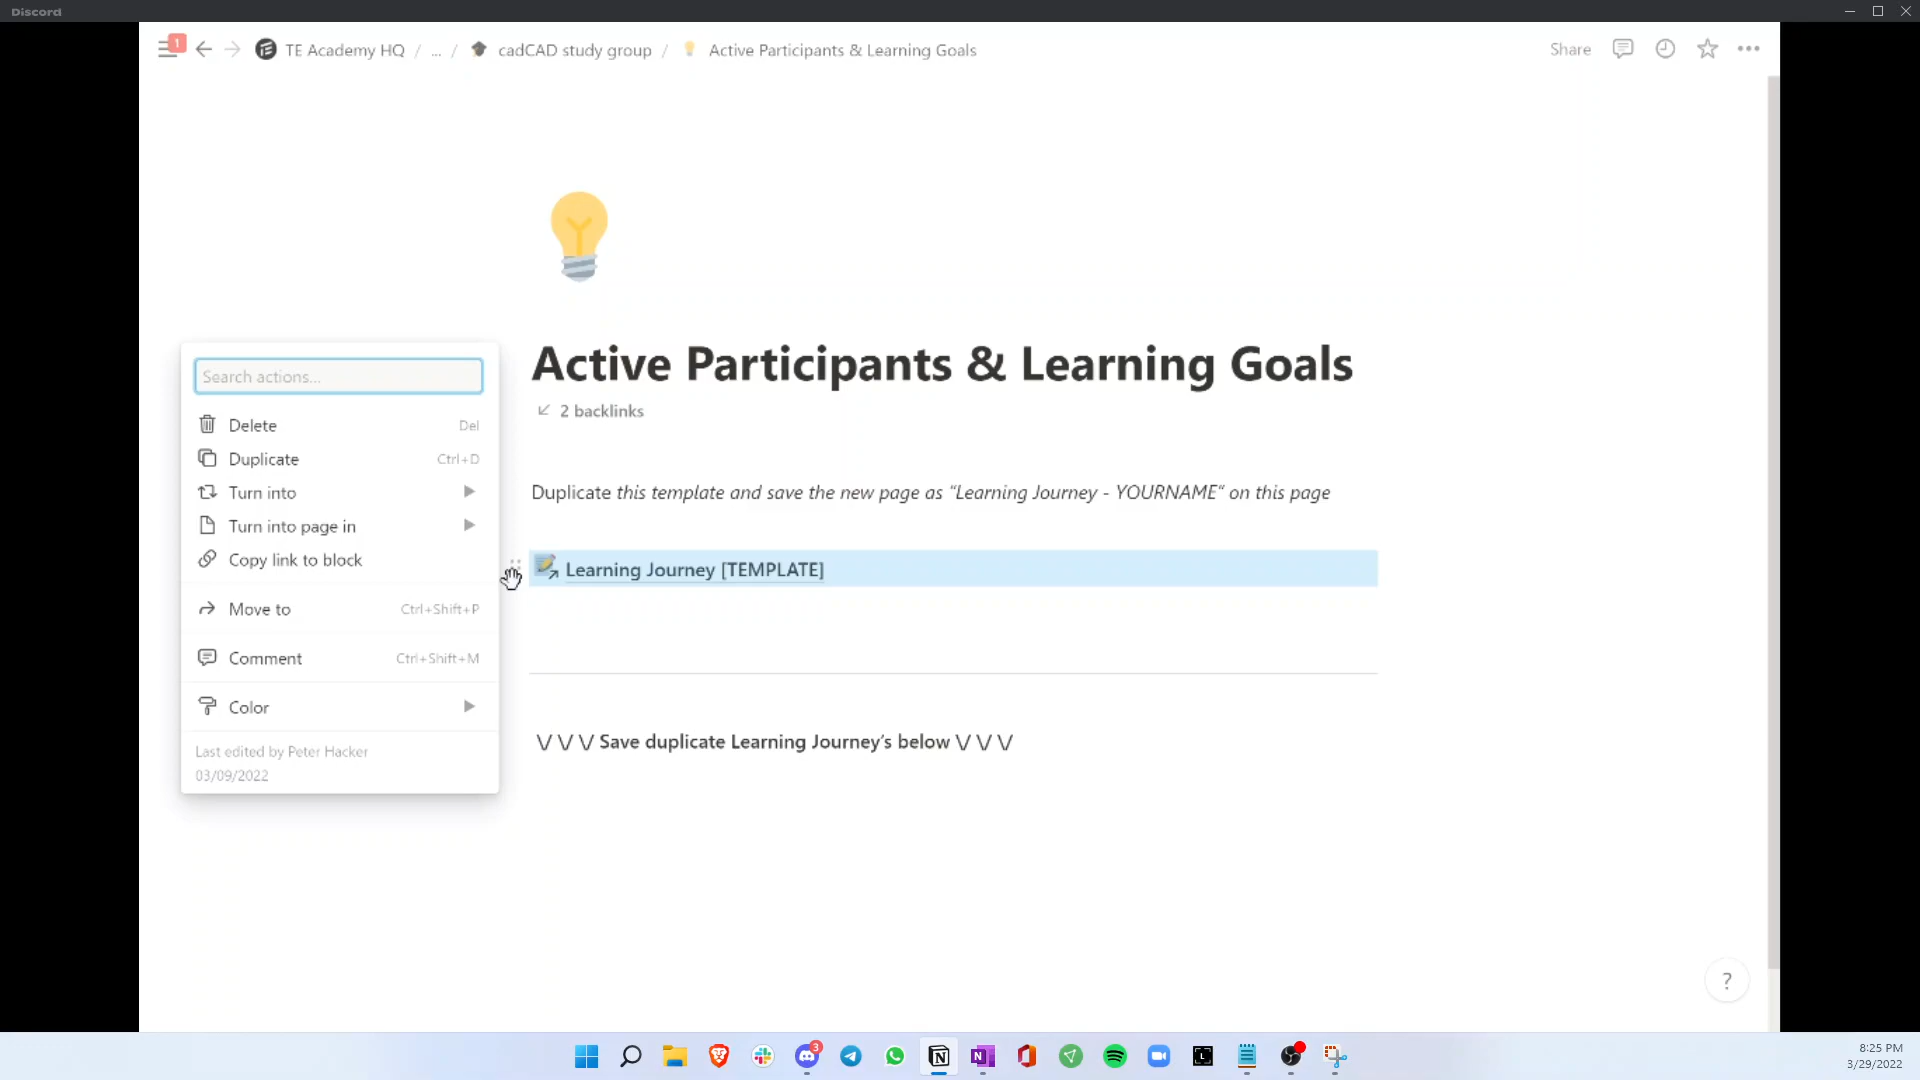 Discord
1
TE Academy HQ / ... / cadCAD study group / Active Participants & Learning Goals
Share
Active Participants & Learning Goals
2 backlinks
Search actions...
Delete Del
Duplicate Ctrl+D
Turn into
Turn into page in
Copy link to block
Move to Ctrl+Shift+P
Comment Ctrl+Shift+M
Color
Last edited by Peter Hacker
03/09/2022
Duplicate this template and save the new page as “Learning Journey - YOURNAME“ on this page
Learning Journey [TEMPLATE]
\/ \/ \/ Save duplicate Learning Journey’s below \/ \/ \/
?
3
8:25 PM
3/29/2022